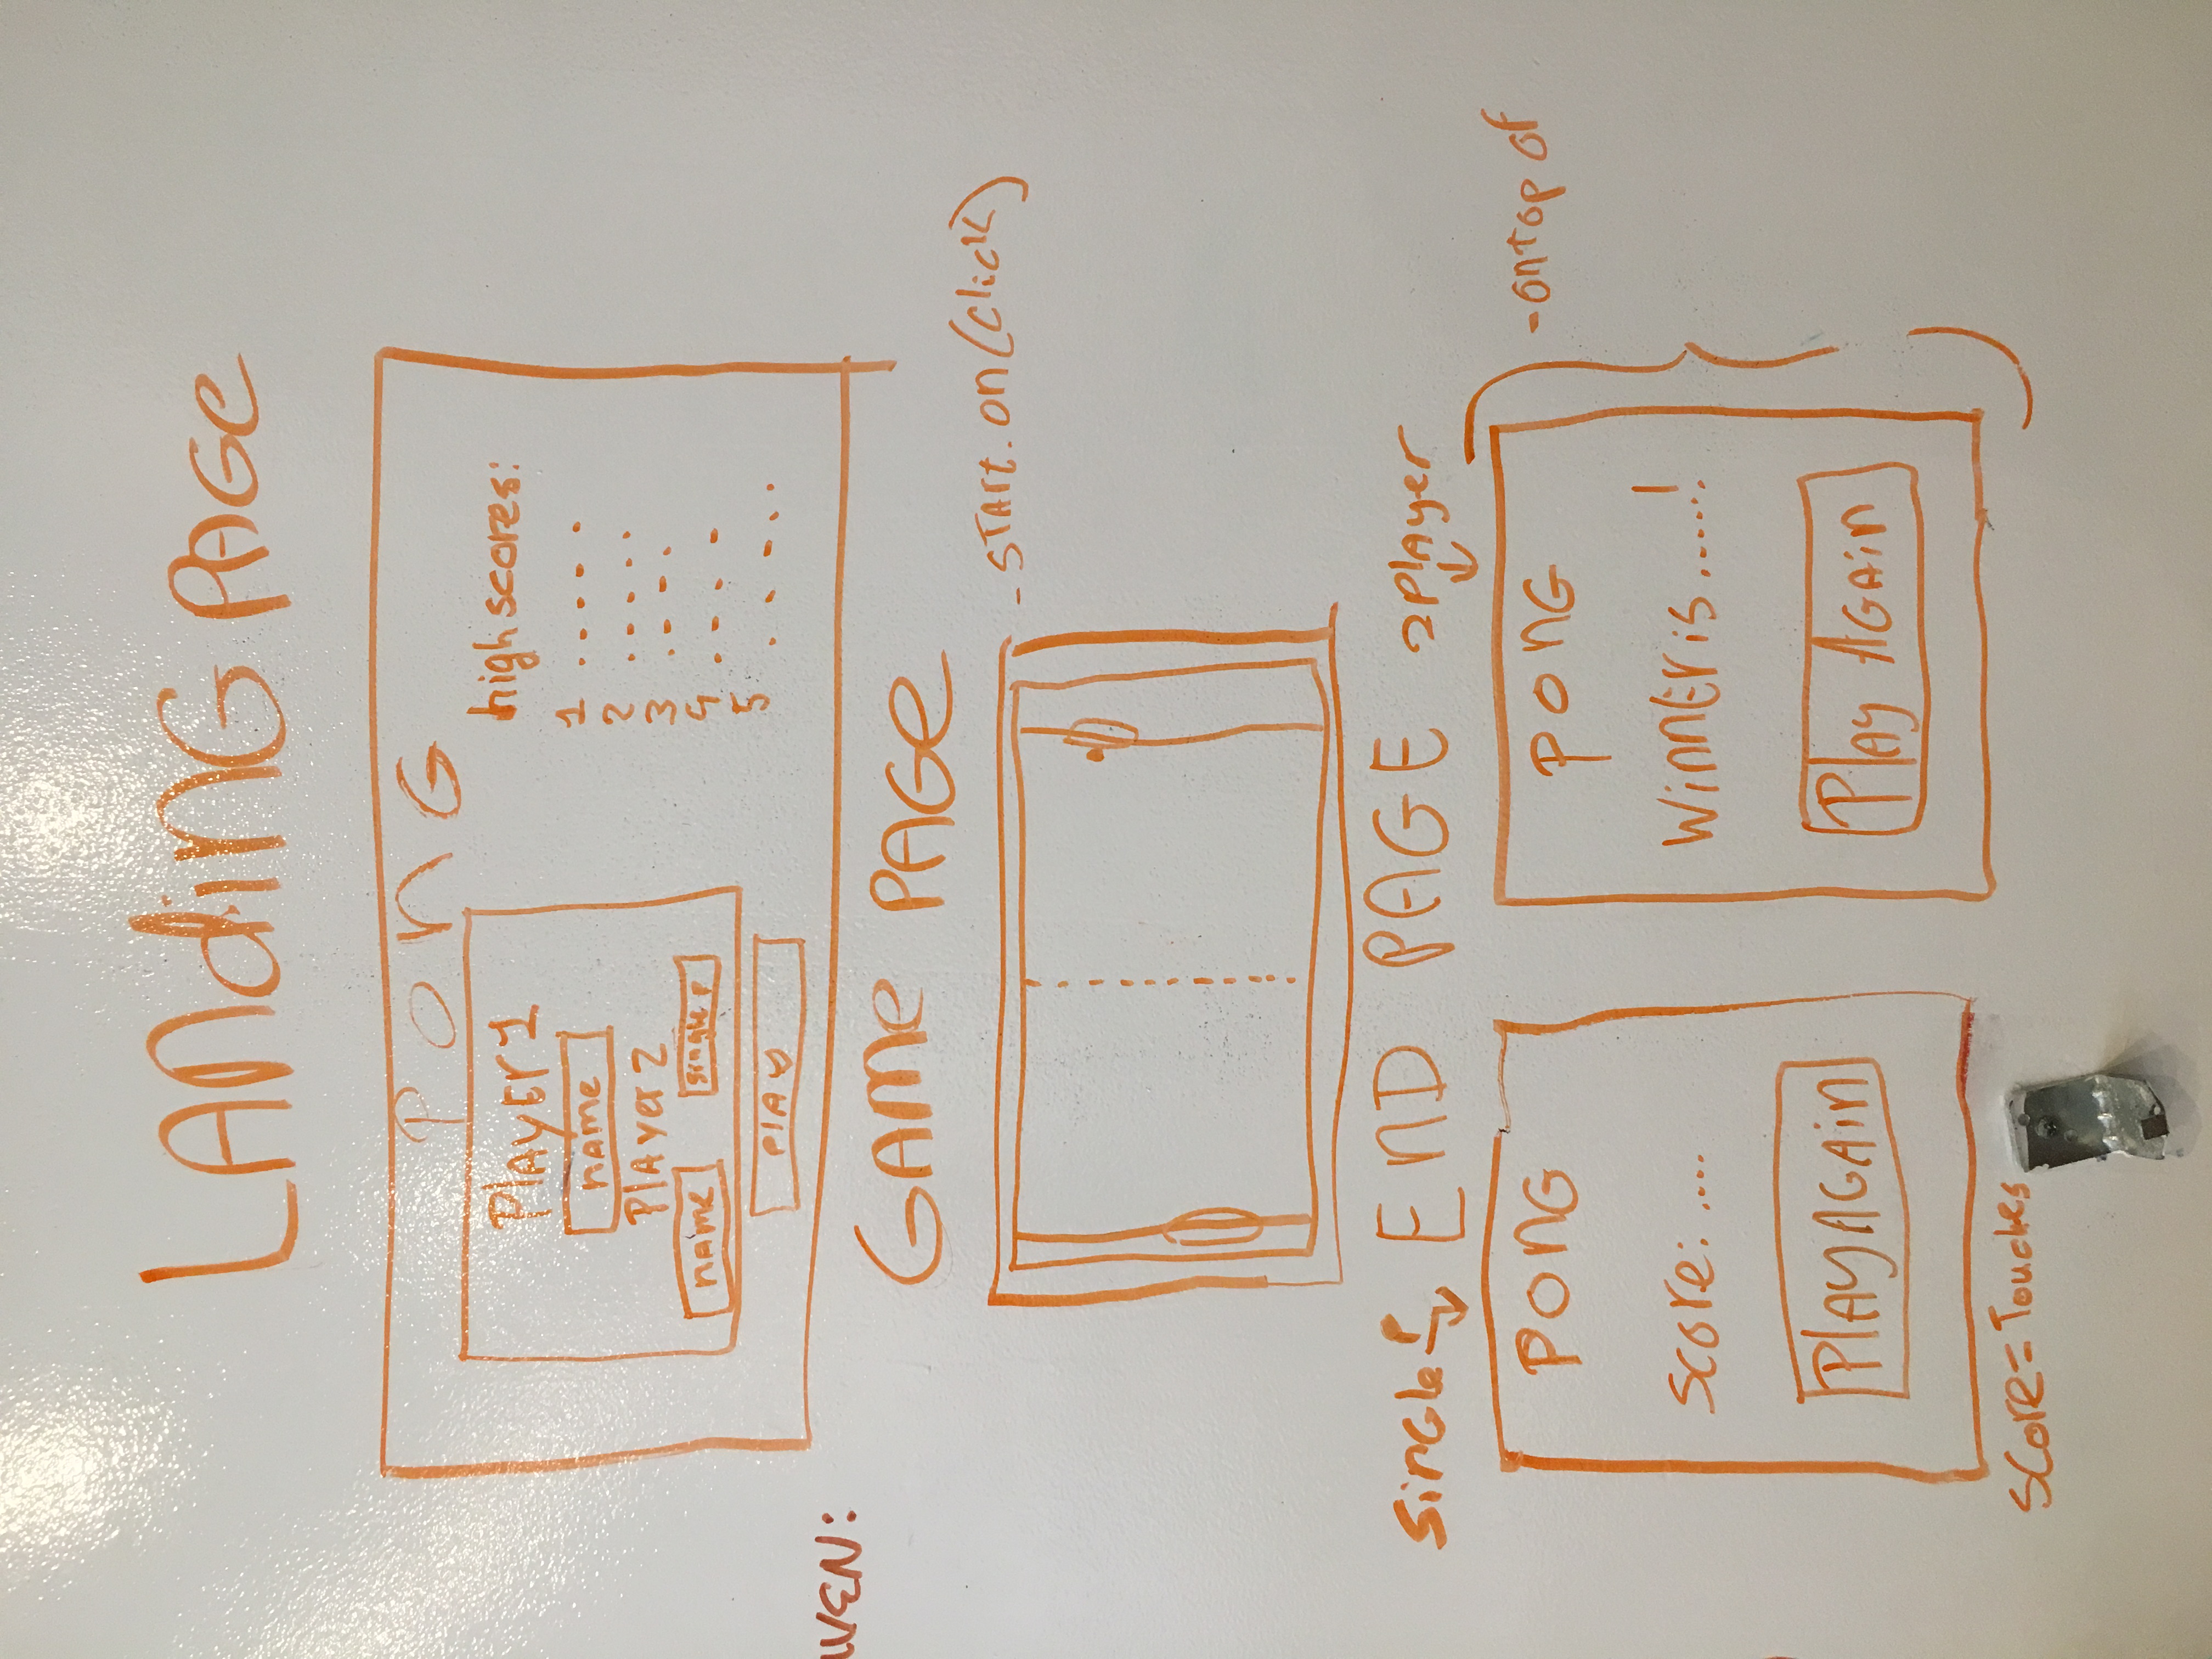 LANdiNG PAGe
PonG
PlAyEr 1
nAme
PlAyer 2
nAme single P
PlAy
high scores:
1 .....
2 .....
3 ....
4 ....
5 .....
WEN:
GAme PAGe
- STArt. on(click)
SinGle P END PAGE 2PlAyer
PonG
Score: ....
PlAyAGAin
PonG
WinnEr is .....!
PlAy AGAin
- on top of
Score = Touches